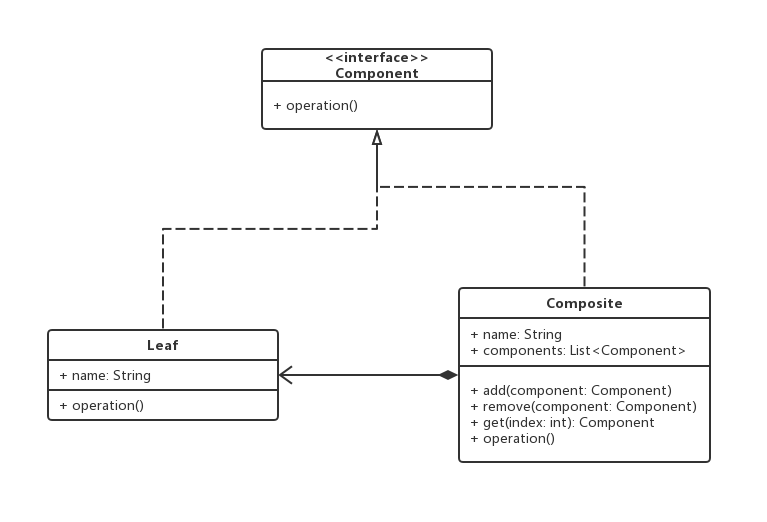 <<interface>>
Component
+ operation()
Leaf
+ name: String
+ operation()
Composite
+ name: String
+ components: List<Component>
+ add(component: Component)
+ remove(component: Component)
+ get(index: int): Component
+ operation()